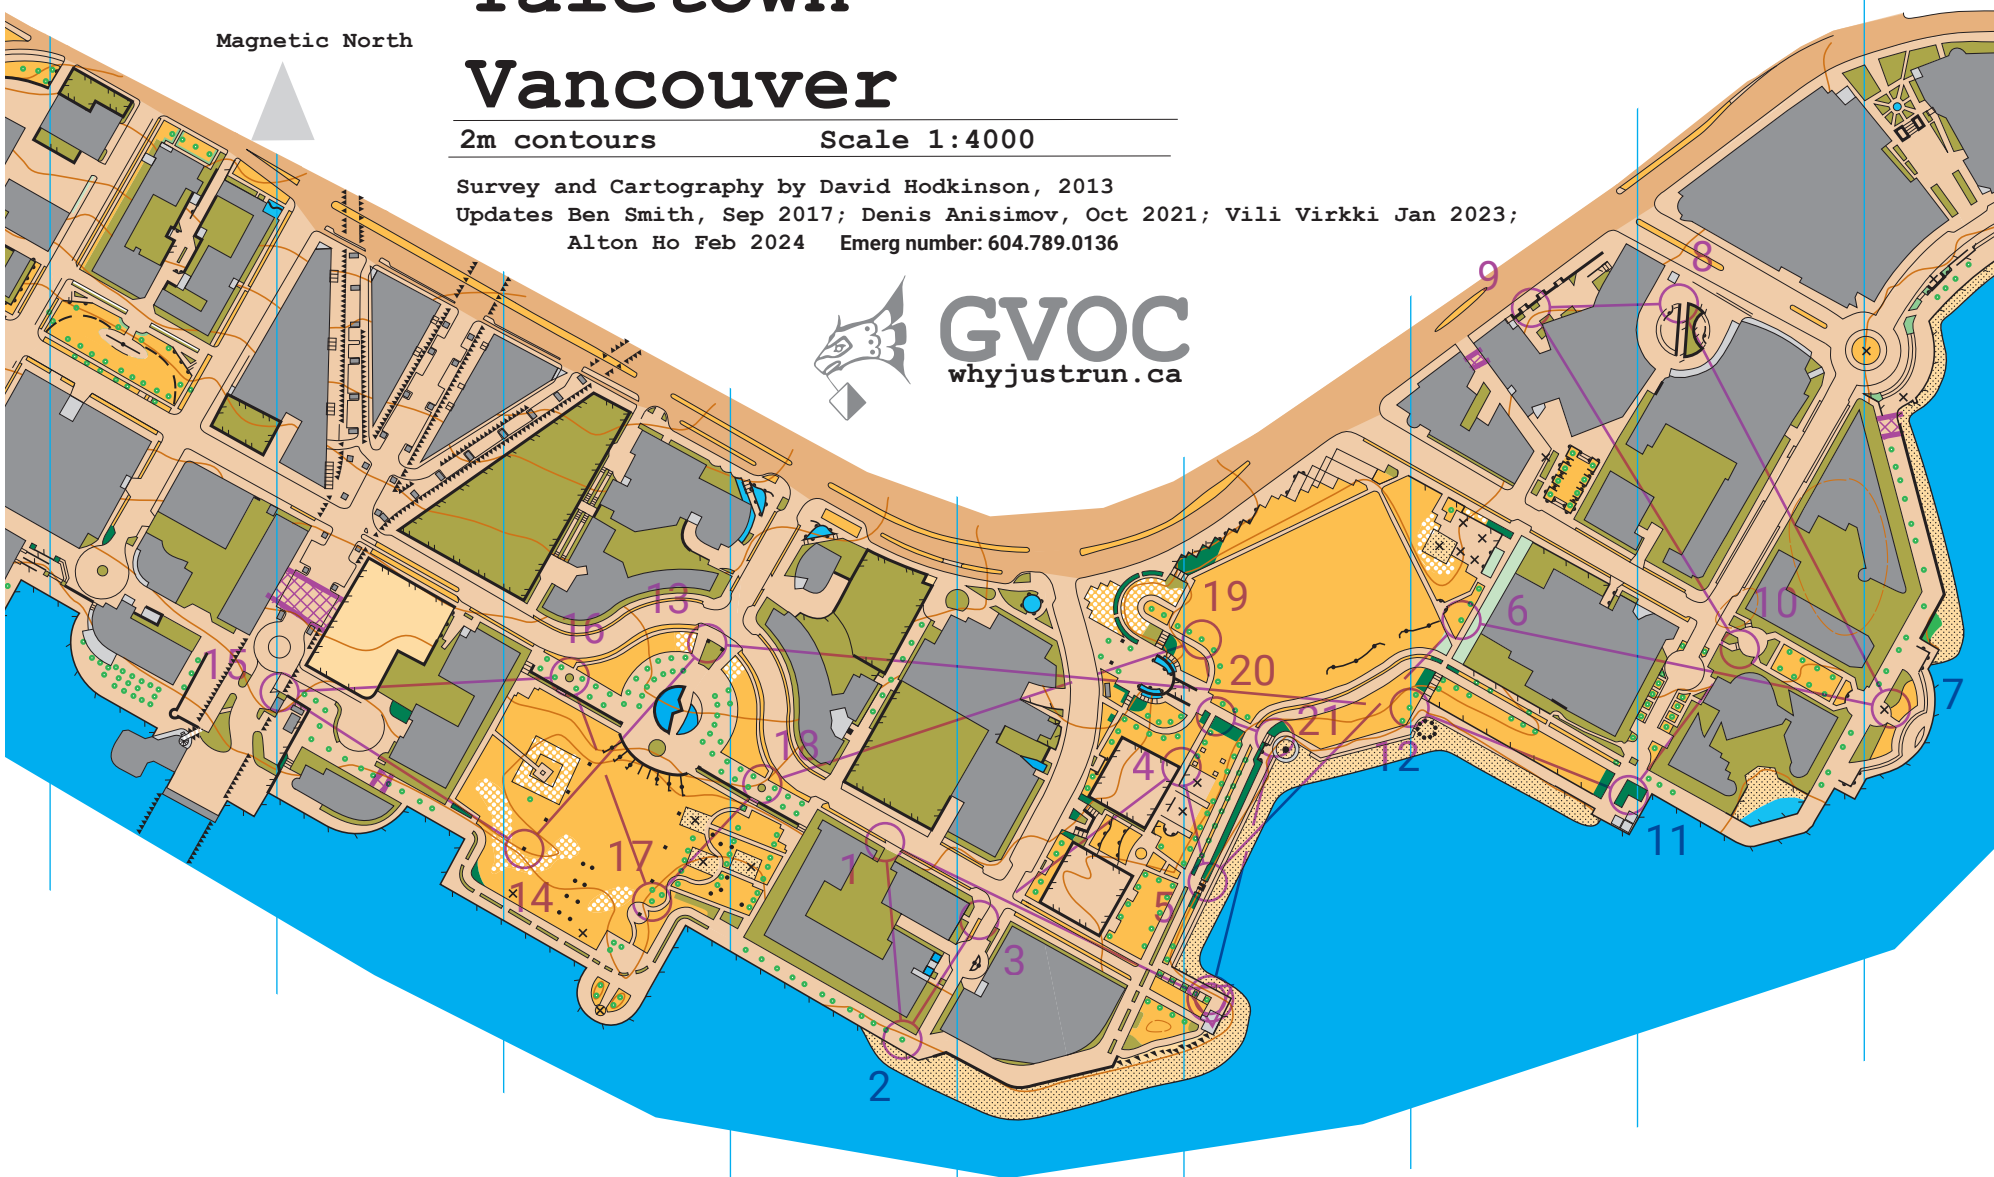 Yaletown
Magnetic North
Vancouver
2m contours Scale 1:4000
Survey and Cartography by David Hodkinson, 2013
Updates Ben Smith, Sep 2017; Denis Anisimov, Oct 2021; Vili Virkki Jan 2023;
Alton Ho Feb 2024 Emerg number: 604.789.0136
GVOC
whyjustrun.ca
8
9
19
13
10
6
16
15
20
7
21
18
12
4
11
17
1
14
5
3
2